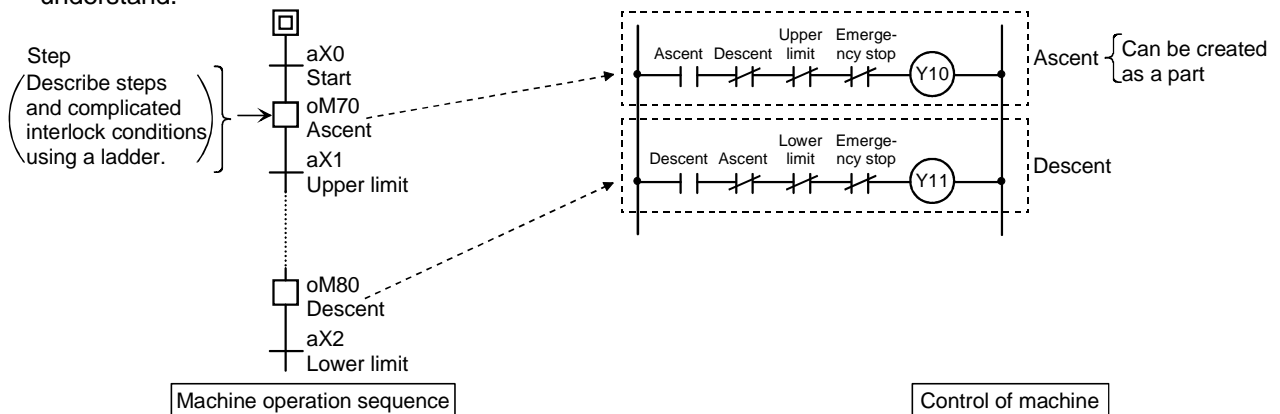 understand.
Step
Describe steps
and complicated
interlock conditions
using a ladder.
aX0
Start
oM70
Ascent
aX1
Upper limit
oM80
Descent
aX2
Lower limit
Machine operation sequence
Ascent Descent Upper limit Emerge-ncy stop
Y10
Ascent
Can be created
as a part
Descent Ascent Lower limit Emerge-ncy stop
Y11
Descent
Control of machine